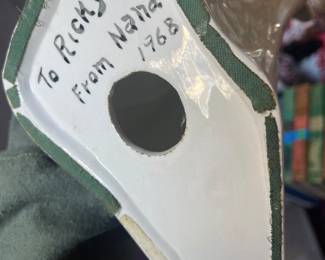 To Ricky
From Nana
1968